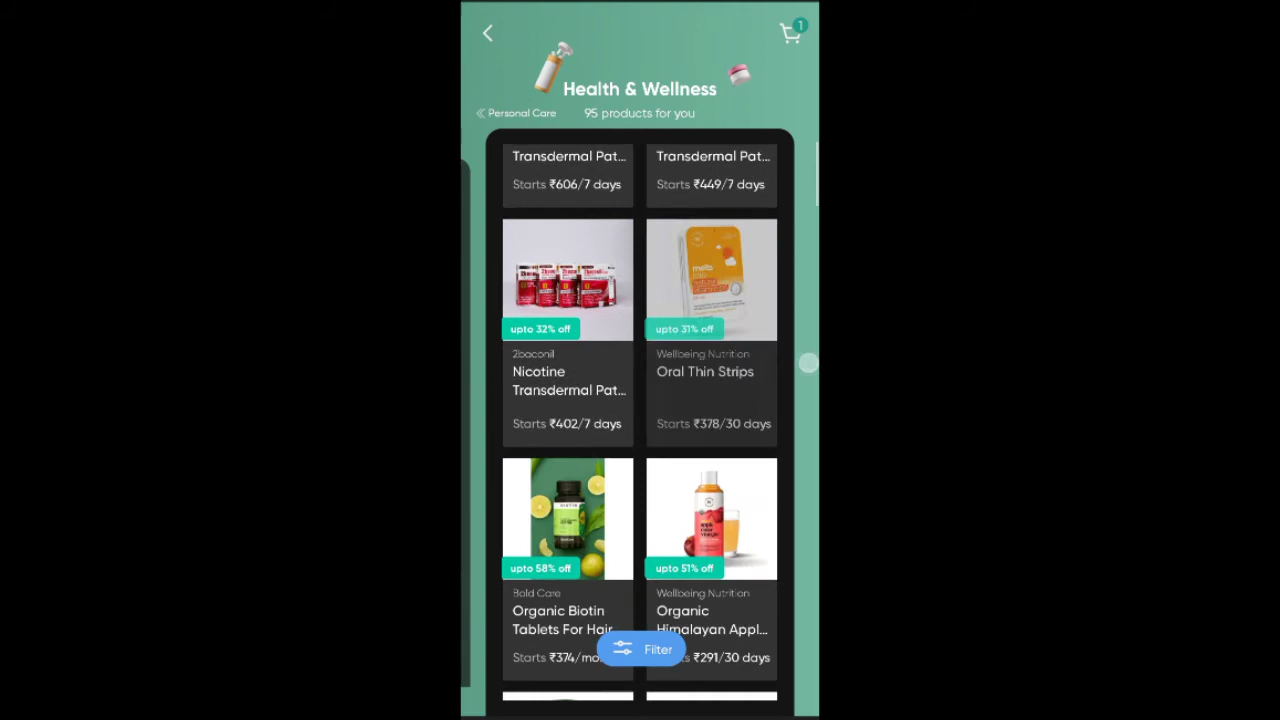 1
Health & Wellness
Personal Care
95 products for you
Transdermal Pat...
Starts ₹606/7 days
Transdermal Pat...
Starts ₹449/7 days
upto 32% off
2baconil
Nicotine
Transdermal Pat...
Starts ₹402/7 days
melts
upto 31% off
Wellbeing Nutrition
Oral Thin Strips
Starts ₹378/30 days
BIOTIN
upto 58% off
Bold Care
Organic Biotin
Tablets For Hair
Starts ₹374/mo
upto 51% off
Wellbeing Nutrition
Organic
Himalayan Appl...
₹291/30 days
Filter